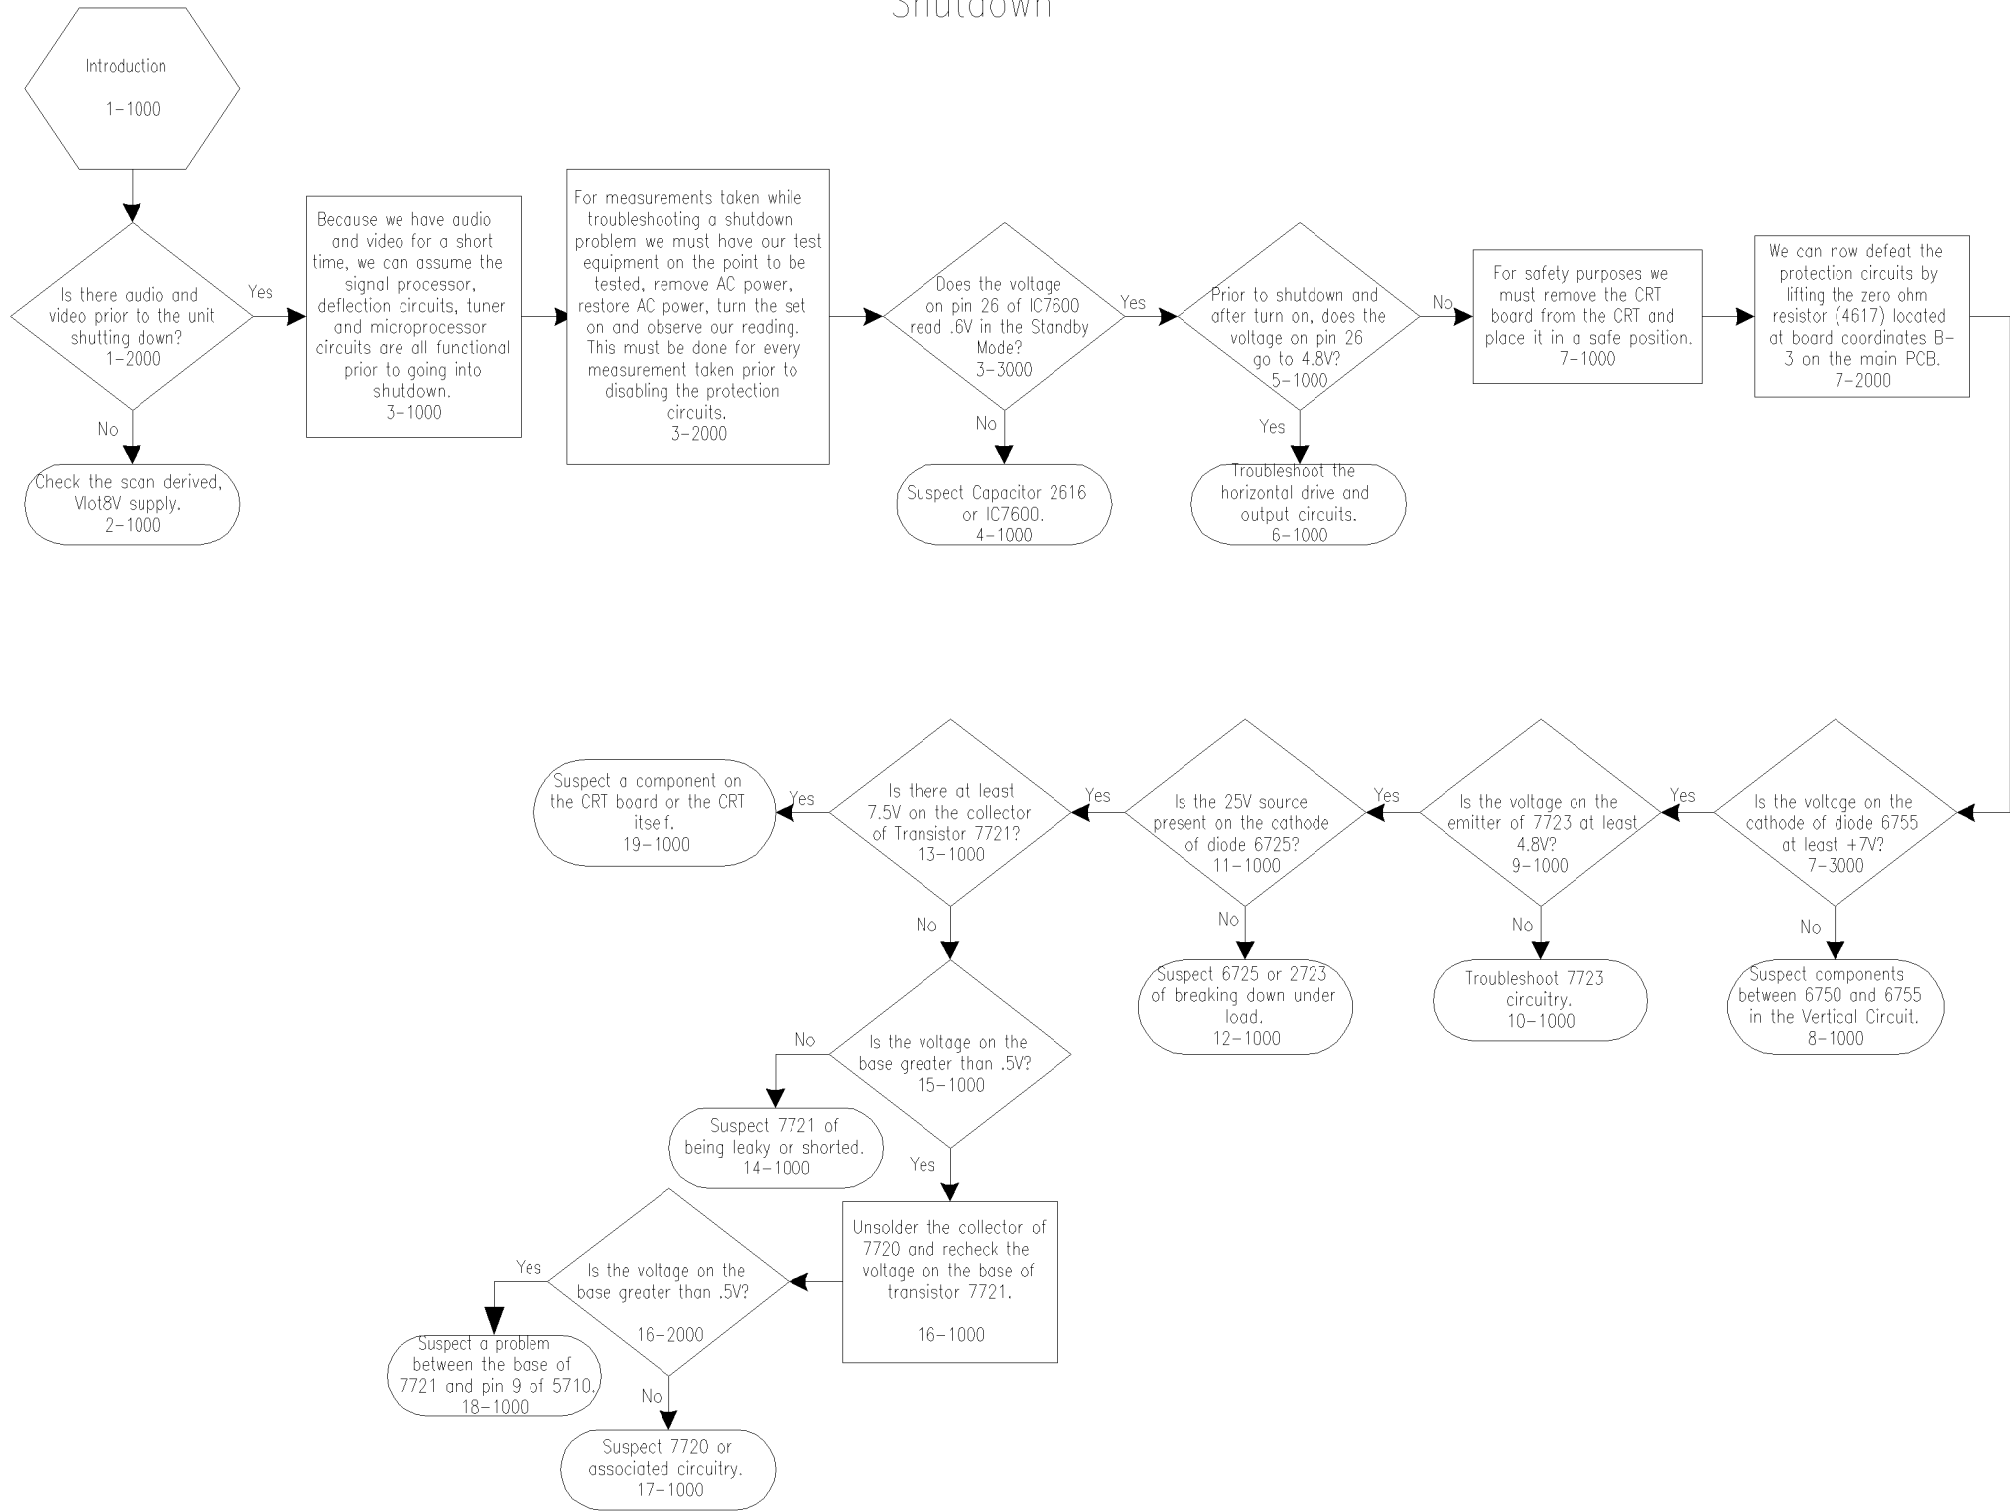 Shutdown
Introduction
1-1000
Is there audio and
video prior to the unit
shutting down?
1-2000
Yes
No
Check the scan derived,
Vlot8V supply.
2-1000
Because we have audio
and video for a short
time, we can assume the
signal processor,
deflection circuits, tuner
and microprocessor
circuits are all functional
prior to going into
shutdown.
3-1000
For measurements taken while
troubleshooting a shutdown
problem we must have our test
equipment on the point to be
tested, remove AC power,
restore AC power, turn the set
on and observe our reading.
This must be done for every
measurement taken prior to
disabling the protection
circuits.
3-2000
Does the voltage
on pin 26 of IC7600
read .6V in the Standby
Mode?
3-3000
Yes
No
Suspect Capacitor 2616
or IC7600.
4-1000
Prior to shutdown and
after turn on, does the
voltage on pin 26
go to 4.8V?
5-1000
No
Yes
Troubleshoot the
horizontal drive and
output circuits.
6-1000
For safety purposes we
must remove the CRT
board from the CRT and
place it in a safe position.
7-1000
We can now defeat the
protection circuits by
lifting the zero ohm
resistor (4617) located
at board coordinates B-
3 on the main PCB.
7-2000
Is the voltage on the
cathode of diode 6755
at least +7V?
7-3000
Yes
No
Suspect components
between 6750 and 6755
in the Vertical Circuit.
8-1000
Is the voltage on the
emitter of 7723 at least
4.8V?
9-1000
Yes
No
Troubleshoot 7723
circuitry.
10-1000
Is the 25V source
present on the cathode
of diode 6725?
11-1000
Yes
No
Suspect 6725 or 2723
of breaking down under
load.
12-1000
Is there at least
7.5V on the collector
of Transistor 7721?
13-1000
Yes
Suspect a component on
the CRT board or the CRT
itself.
19-1000
No
Is the voltage on the
base greater than .5V?
15-1000
No
Suspect 7721 of
being leaky or shorted.
14-1000
Yes
Unsolder the collector of
7720 and recheck the
voltage on the base of
transistor 7721.
16-1000
Is the voltage on the
base greater than .5V?
16-2000
Yes
Suspect a problem
between the base of
7721 and pin 9 of 5710.
18-1000
No
Suspect 7720 or
associated circuitry.
17-1000